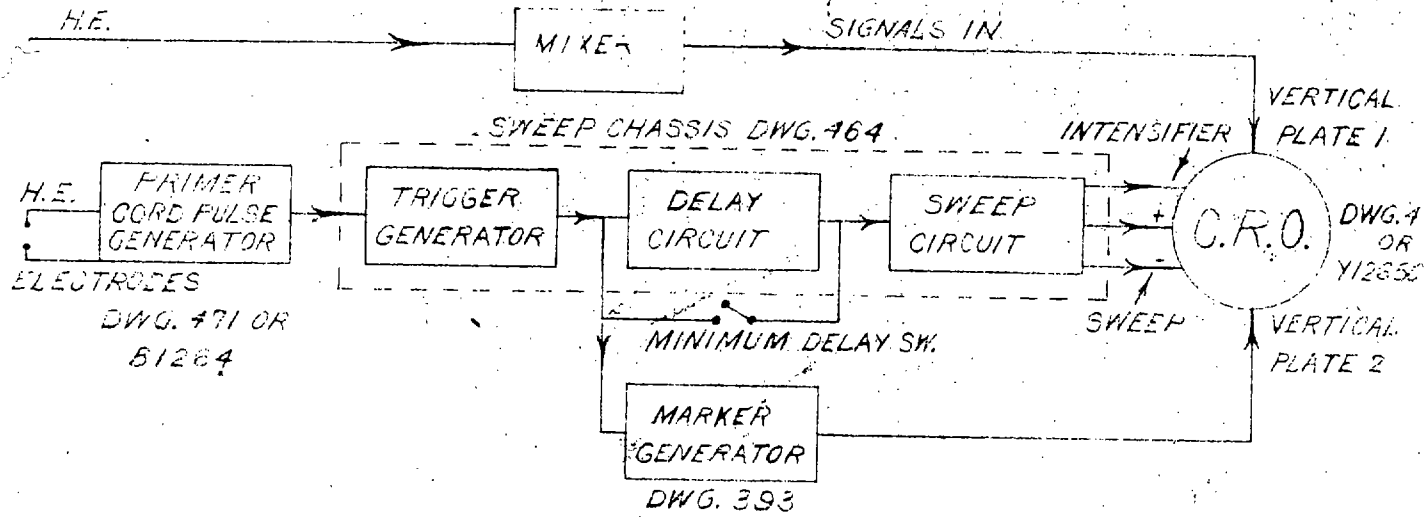 H.E.
SIGNALS IN
VERTICAL
PLATE 1
SWEEP CHASSIS DWG. 464
INTENSIFIER
H.E.
PRIMER
CORD PULSE
GENERATOR
TRIGGER
GENERATOR
DELAY
CIRCUIT
SWEEP
CIRCUIT
+
-
C.R.O.
DWG. 4
OR
ELECTRODES
DWG. 471 OR
B1264
MINIMUM DELAY SW.
SWEEP
VERTICAL
PLATE 2
MARKER
GENERATOR
DWG. 393